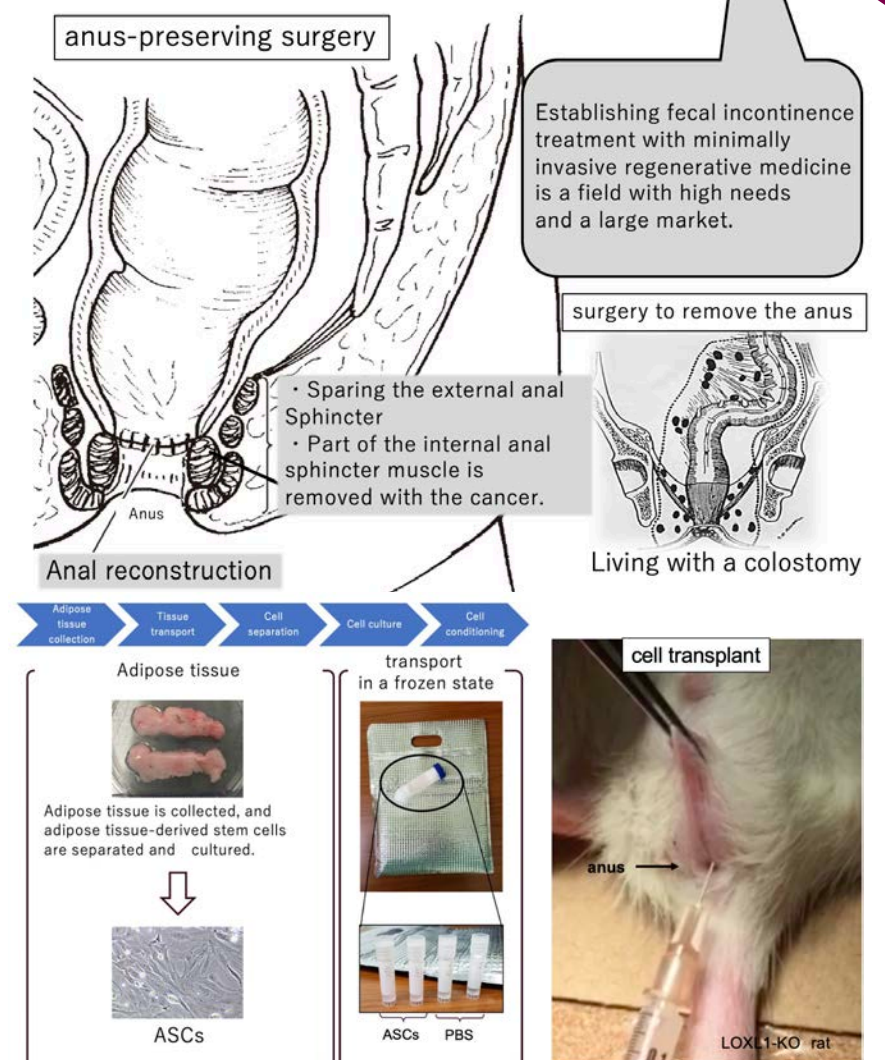 anus-preserving surgery
Establishing fecal incontinence
treatment with minimally
invasive regenerative medicine
is a field with high needs
and a large market.
surgery to remove the anus
・Sparing the external anal
Sphincter
・Part of the internal anal
sphincter muscle is
removed with the cancer.
Anus
Anal reconstruction
Living with a colostomy
Adipose
tissue
collection
Tissue
transport
Cell
separation
Cell culture
Cell
conditioning
Adipose tissue
Adipose tissue is collected, and
adipose tissue-derived stem cells
are separated and cultured.
ASCs
transport
in a frozen state
ASCs
PBS
cell transplant
anus
LOXL1-KO rat